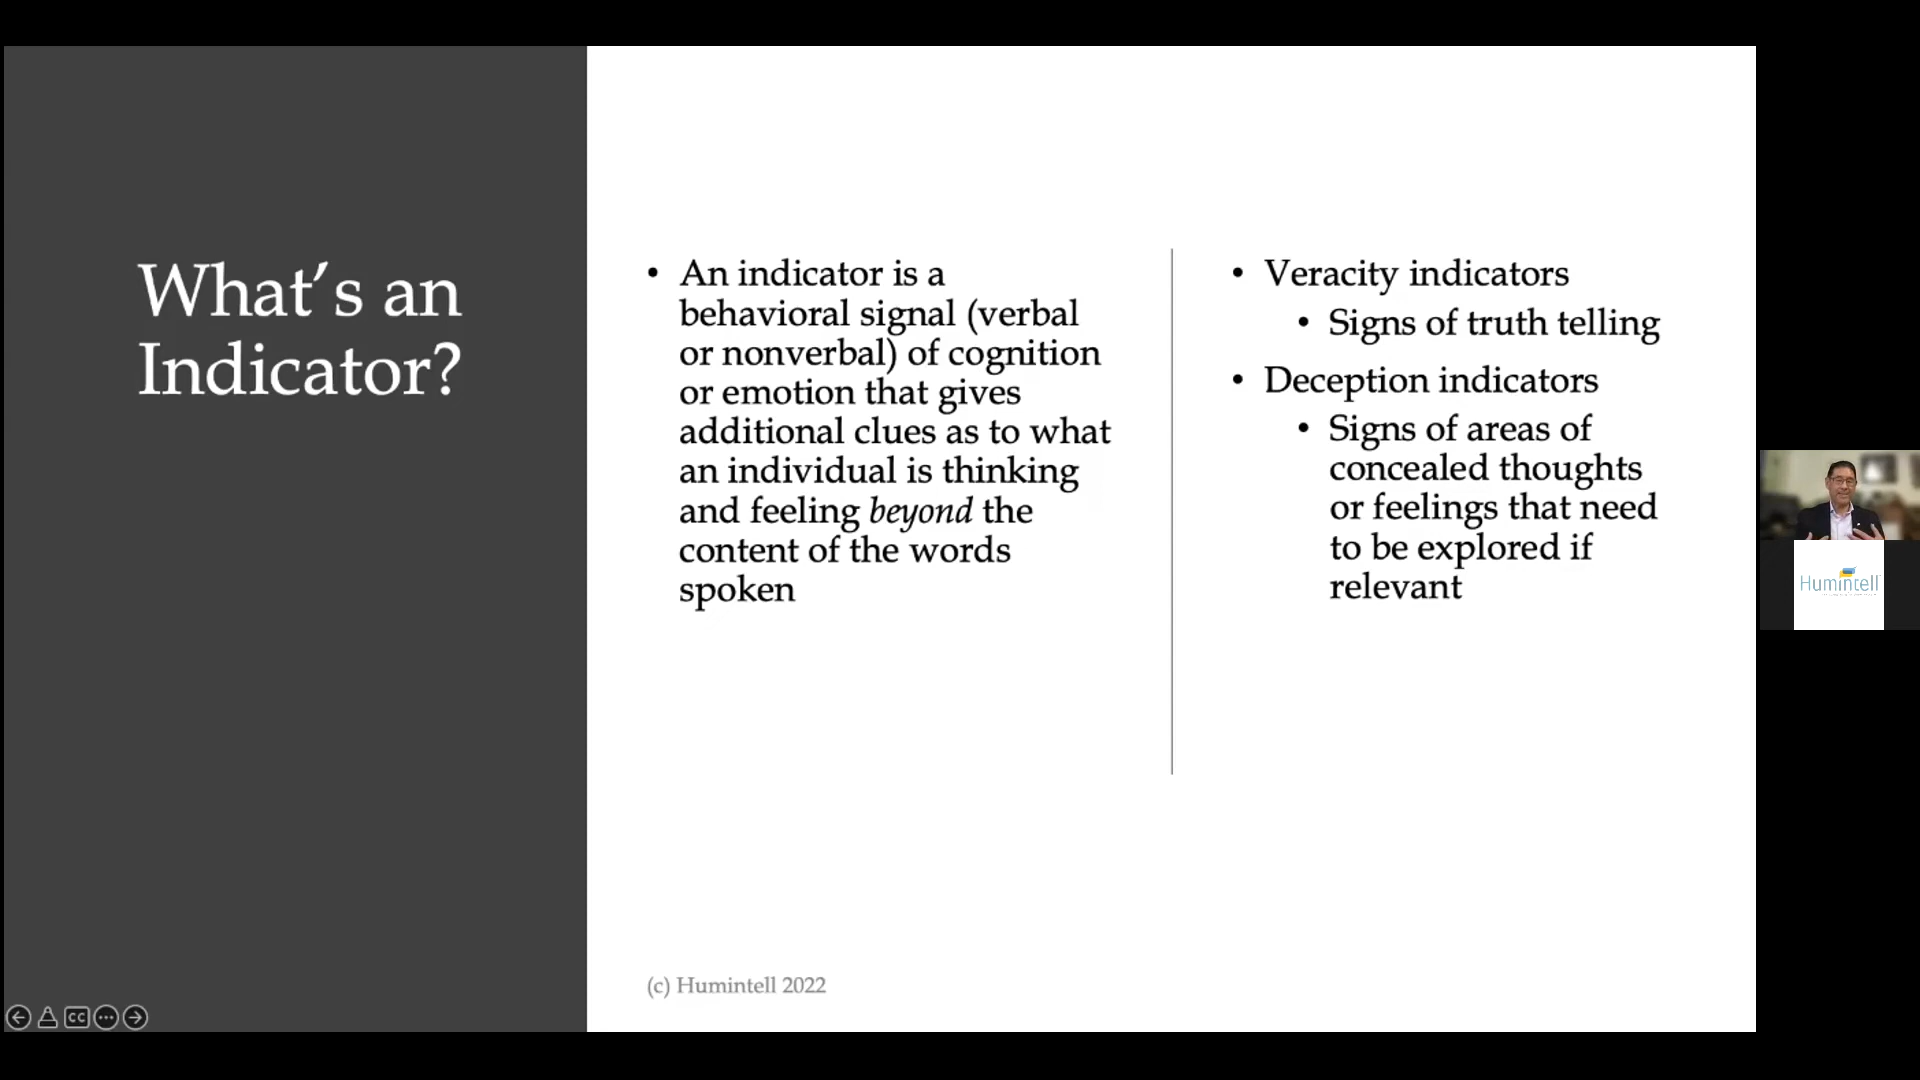 What's an
Indicator?
• An indicator is a
behavioral signal (verbal
or nonverbal) of cognition
or emotion that gives
additional clues as to what
an individual is thinking
and feeling beyond the
content of the words
spoken
• Veracity indicators
• Signs of truth telling
• Deception indicators
• Signs of areas of
concealed thoughts
or feelings that need
to be explored if
relevant
(c) Humintell 2022
CC
Humintell